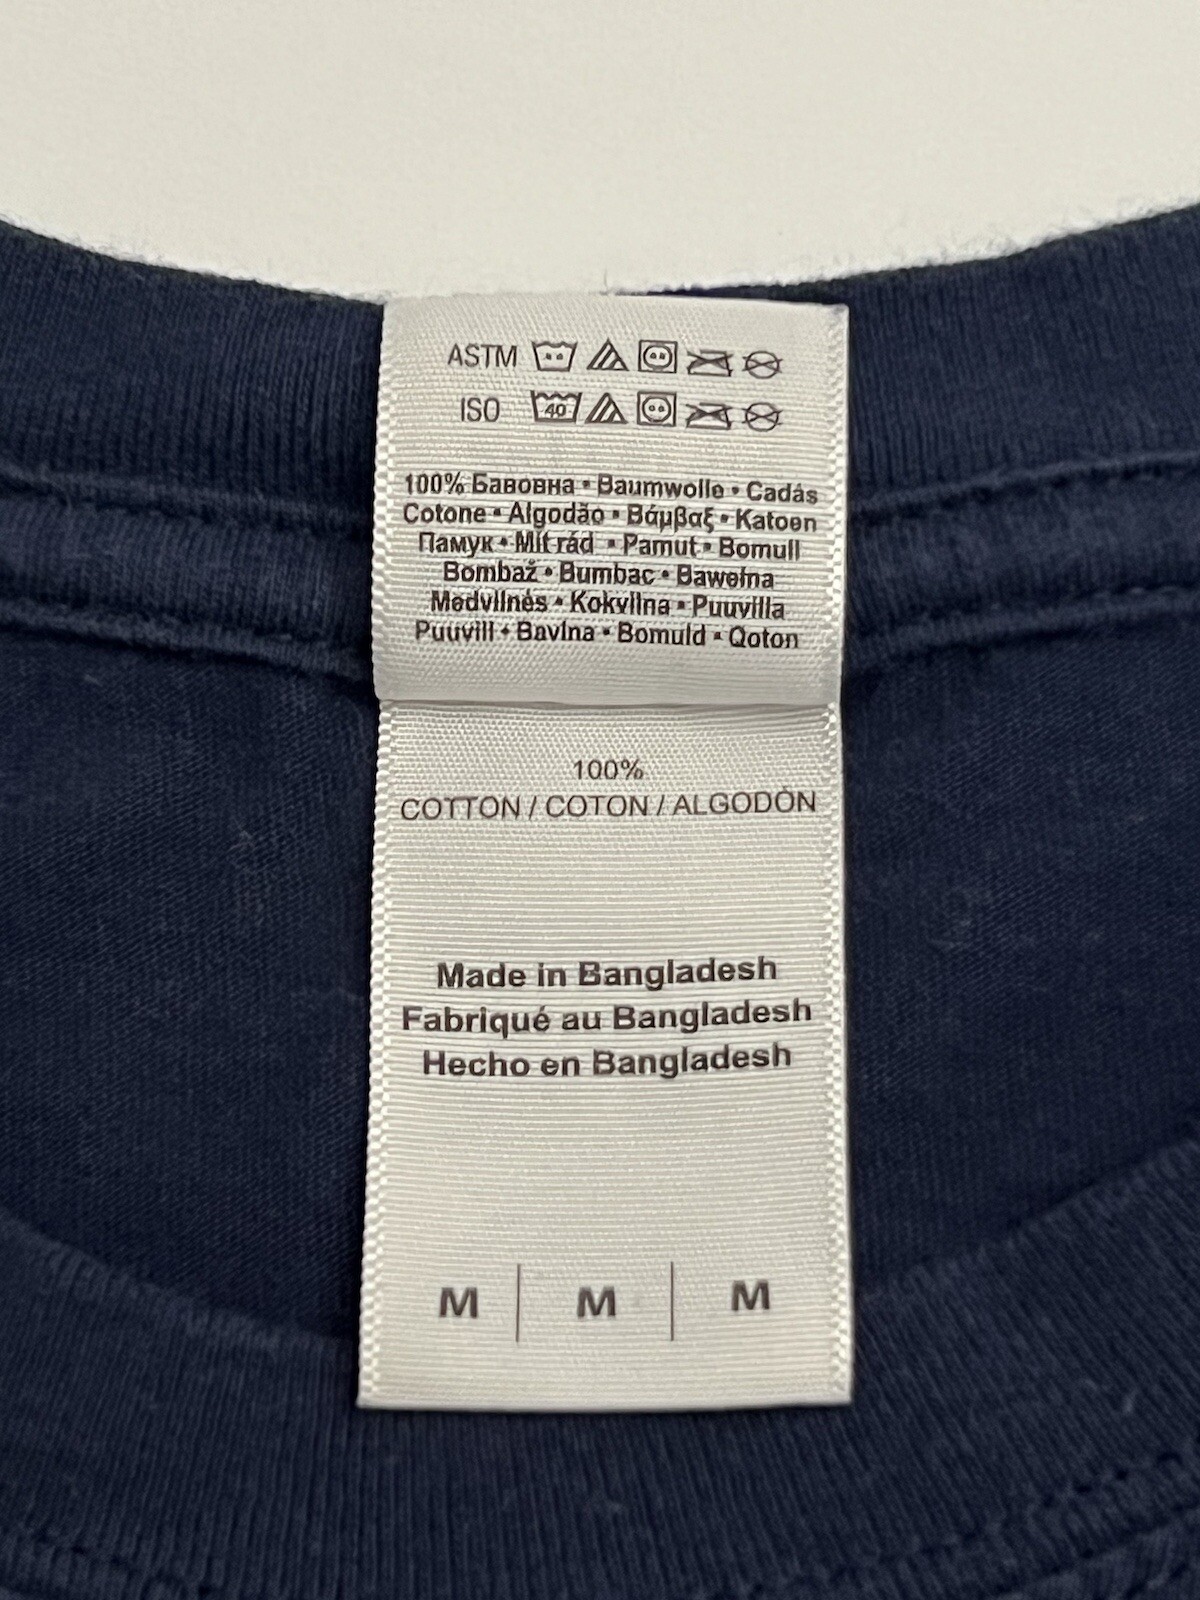 ASTM
ISO 40
100% Бавовна • Baumwolle • Cadás
Cotone • Algodão • Βάμβαξ • Katoen
Памук • Mit rád • Pamut • Bomull
Bombaž • Bumbac • Bawełna
Medvilnės • Kokvilna • Puuvilla
Puuvill • Bavlna • Bomuld • Qoton
100%
COTTON / COTON / ALGODÓN
Made in Bangladesh
Fabriqué au Bangladesh
Hecho en Bangladesh
M | M | M